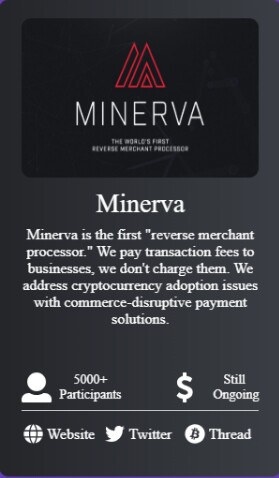 MINERVA
THE WORLD'S FIRST
REVERSE MERCHANT PROCESSOR
Minerva
Minerva is the first "reverse merchant
processor." We pay transaction fees to
businesses, we don't charge them. We
address cryptocurrency adoption issues
with commerce-disruptive payment
solutions.
5000+
Participants
Still
Ongoing
Website Twitter Thread